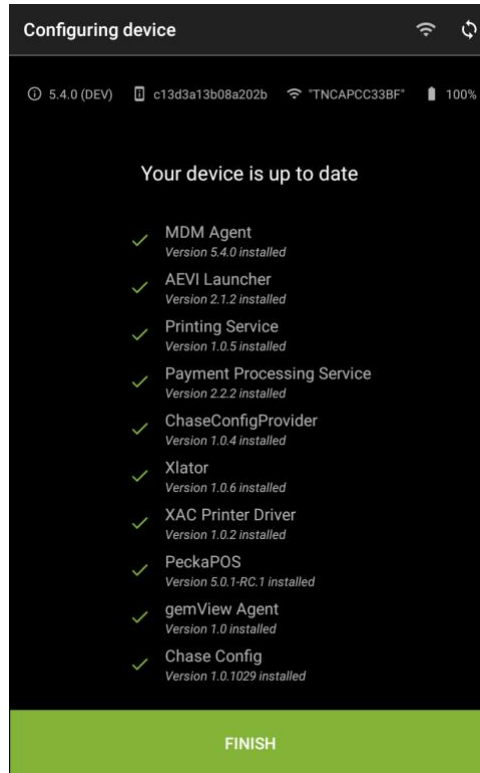 Configuring device
5.4.0 (DEV) c13d3a13b08a202b "TNCAPCC33BF" 100%
Your device is up to date
MDM Agent
Version 5.4.0 installed
AEVI Launcher
Version 2.1.2 installed
Printing Service
Version 1.0.5 installed
Payment Processing Service
Version 2.2.2 installed
ChaseConfigProvider
Version 1.0.4 installed
Xlator
Version 1.0.6 installed
XAC Printer Driver
Version 1.0.2 installed
PeckaPOS
Version 5.0.1-RC.1 installed
gemView Agent
Version 1.0 installed
Chase Config
Version 1.0.1029 installed
FINISH